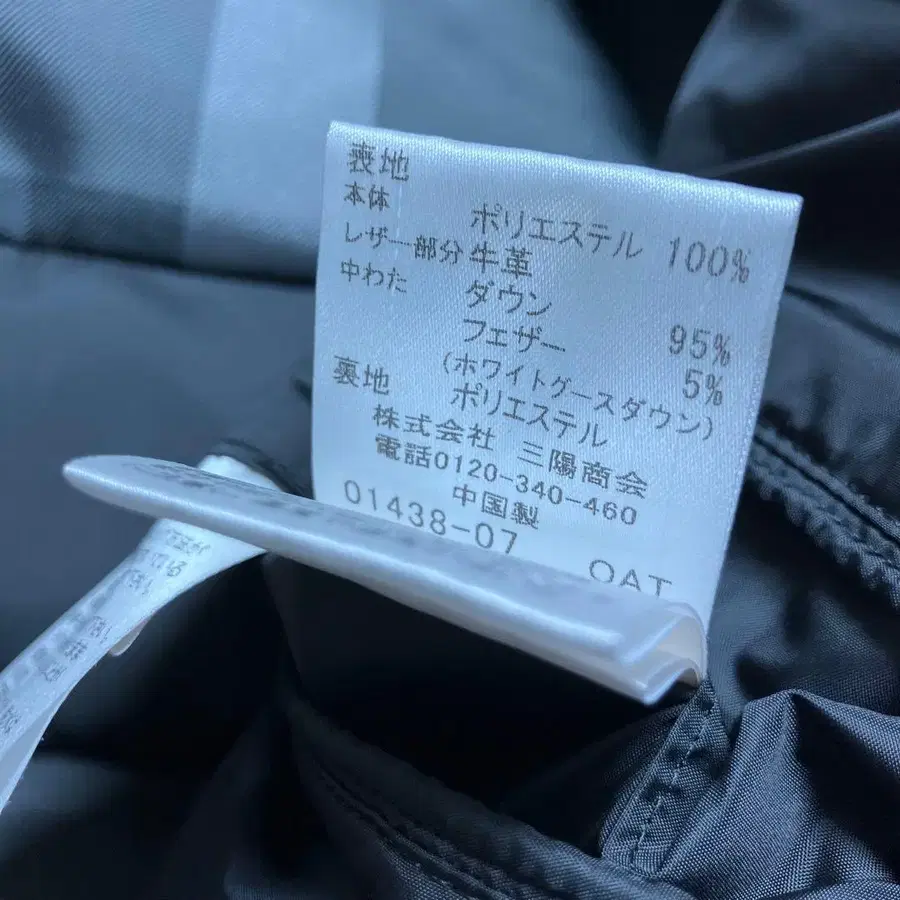 表地
本体 ポリエステル 100%
レザー部分 牛革
中わた ダウン 95%
フェザー 5%
(ホワイトグースダウン)
裏地 ポリエステル
株式会社 三陽商会
電話0120-340-460
中国製
01438-07 OAT